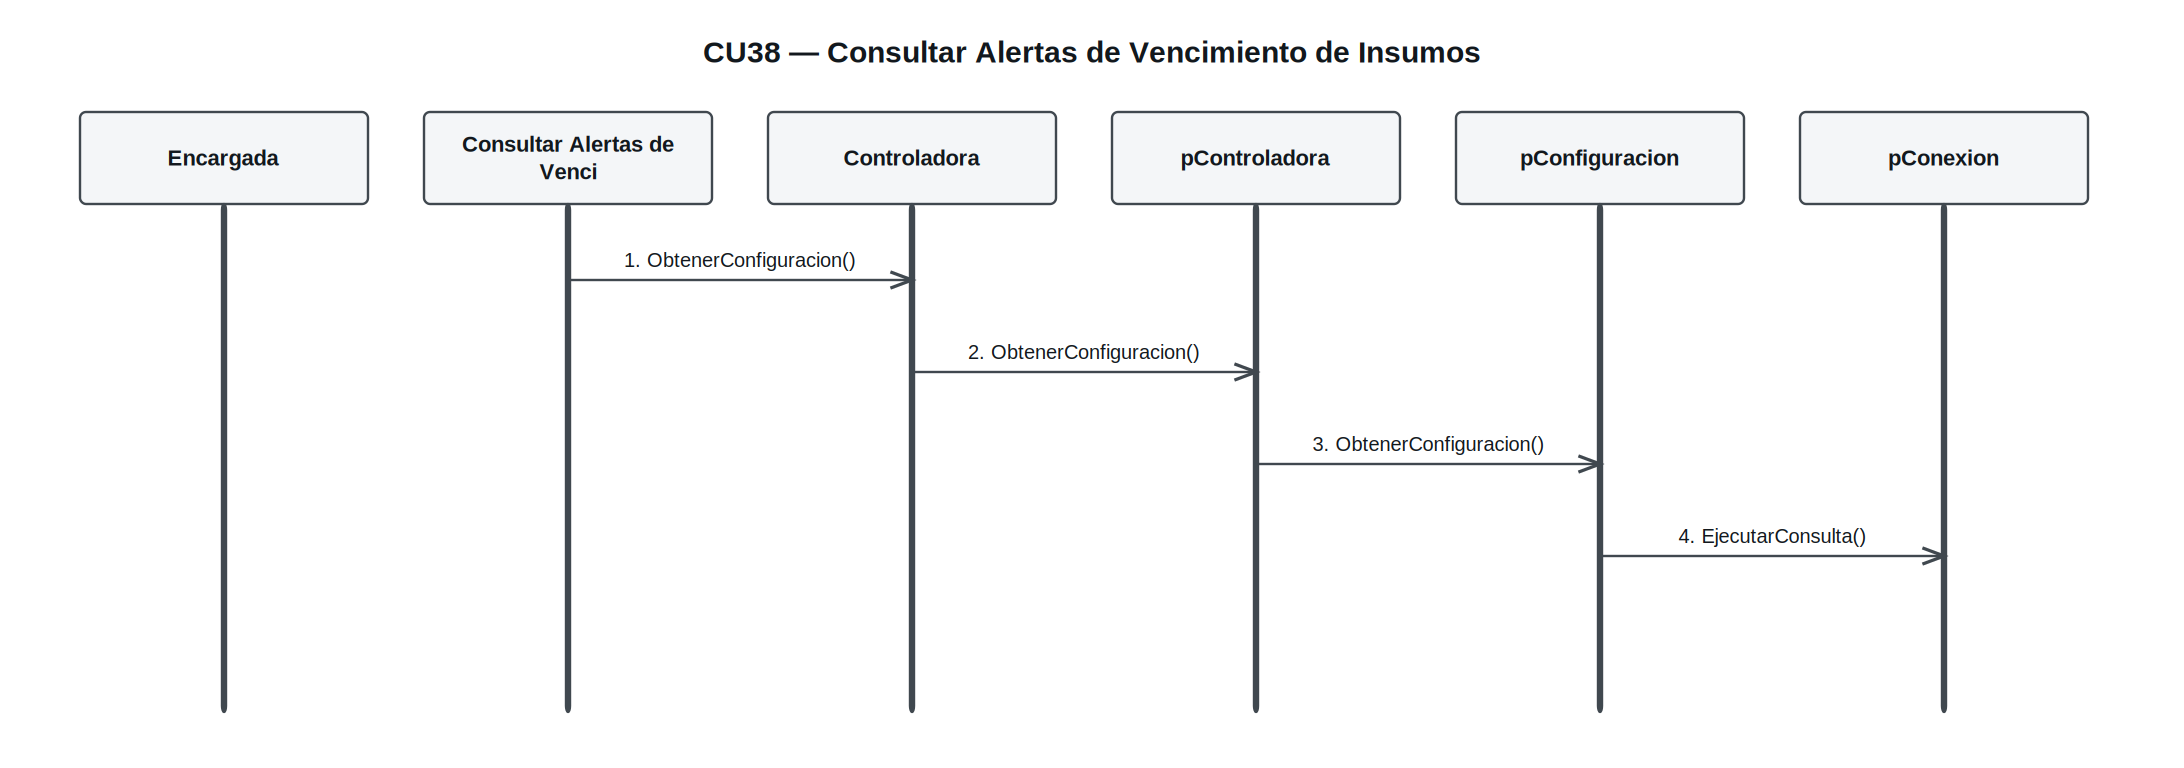 CU38 — Consultar Alertas de Vencimiento de Insumos
Encargada
Consultar Alertas de
Venci
Controladora
pControladora
pConfiguracion
pConexion
1. ObtenerConfiguracion()
2. ObtenerConfiguracion()
3. ObtenerConfiguracion()
4. EjecutarConsulta()